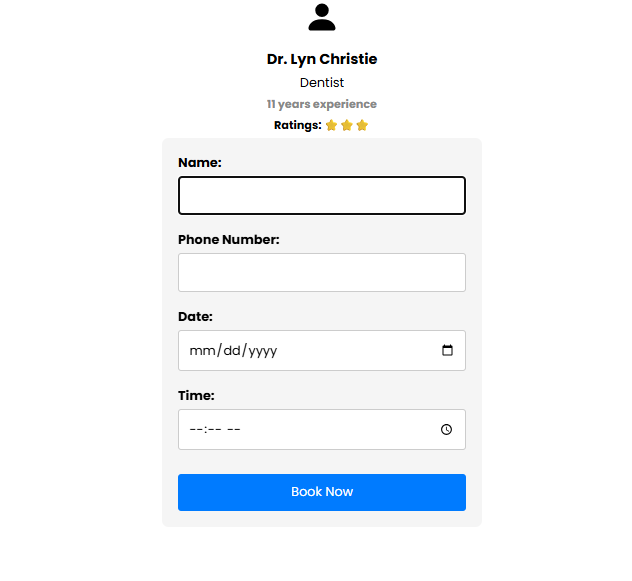 Dr. Lyn Christie
Dentist
11 years experience
Ratings: ⭐⭐⭐
Name:
Phone Number:
Date:
mm/dd/yyyy
Time:
--:-- --
Book Now